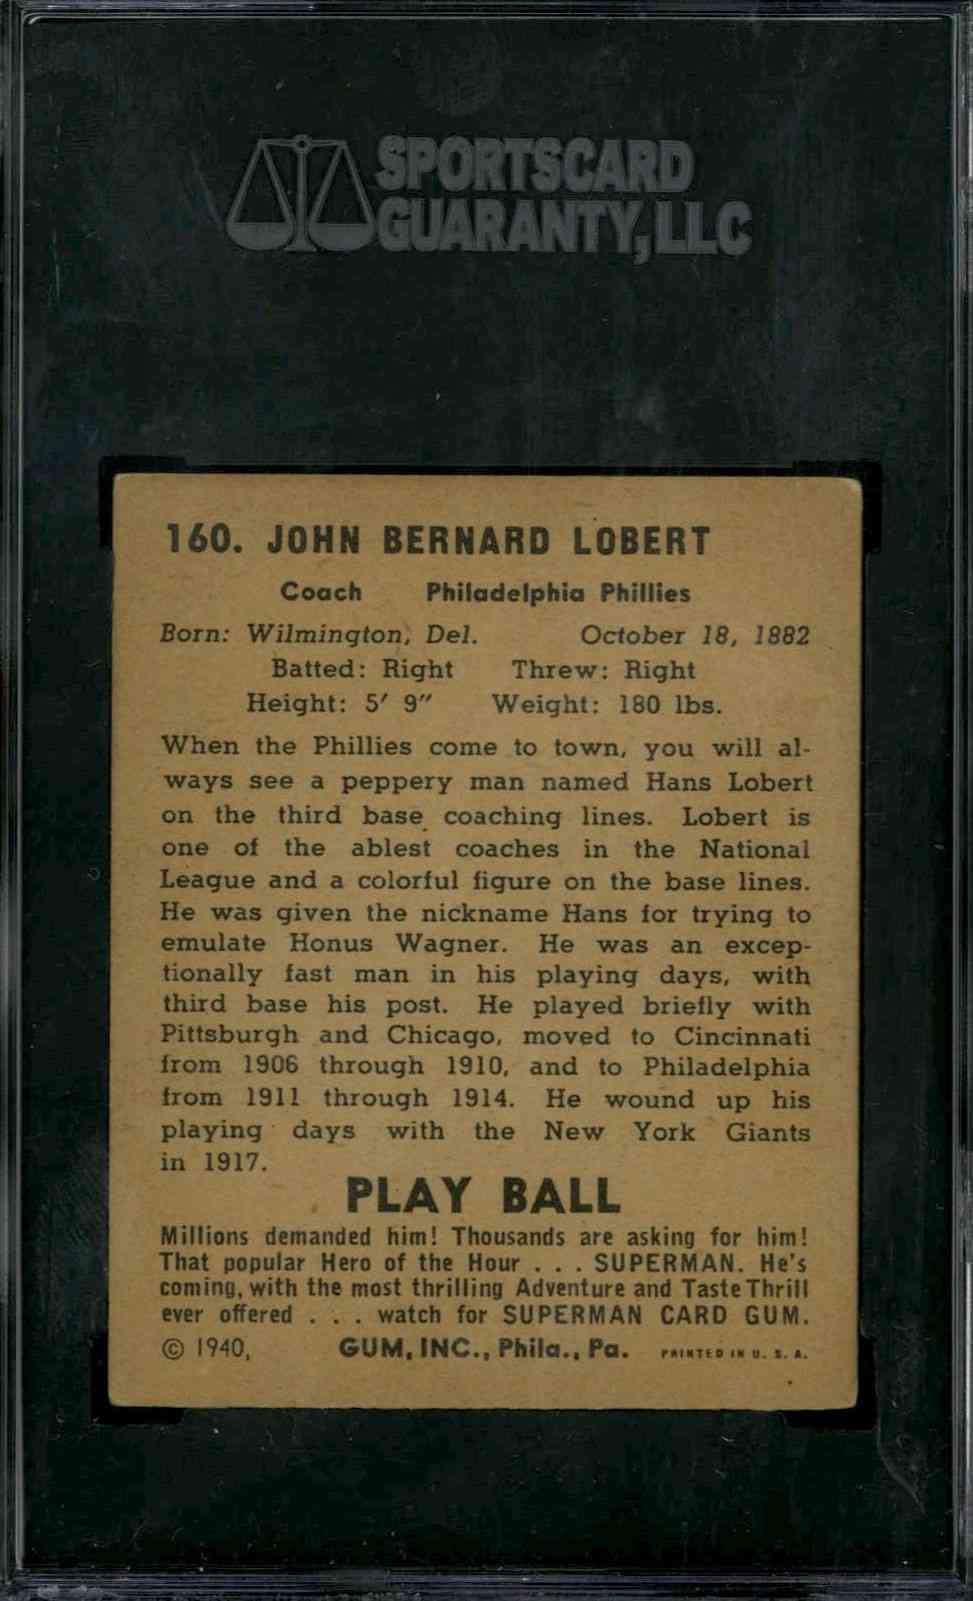 SPORTSCARD
GUARANTY, LLC
160. JOHN BERNARD LOBERT
Coach Philadelphia Phillies
Born: Wilmington, Del. October 18, 1882
Batted: Right Threw: Right
Height: 5' 9" Weight: 180 lbs.
When the Phillies come to town, you will al-
ways see a peppery man named Hans Lobert
on the third base coaching lines. Lobert is
one of the ablest coaches in the National
League and a colorful figure on the base lines.
He was given the nickname Hans for trying to
emulate Honus Wagner. He was an excep-
tionally fast man in his playing days, with
third base his post. He played briefly with
Pittsburgh and Chicago, moved to Cincinnati
from 1906 through 1910, and to Philadelphia
from 1911 through 1914. He wound up his
playing days with the New York Giants
in 1917.
PLAY BALL
Millions demanded him! Thousands are asking for him!
That popular Hero of the Hour . . . SUPERMAN. He's
coming, with the most thrilling Adventure and Taste Thrill
ever offered . . . watch for SUPERMAN CARD GUM.
© 1940, GUM, INC., Phila., Pa. PRINTED IN U. S. A.